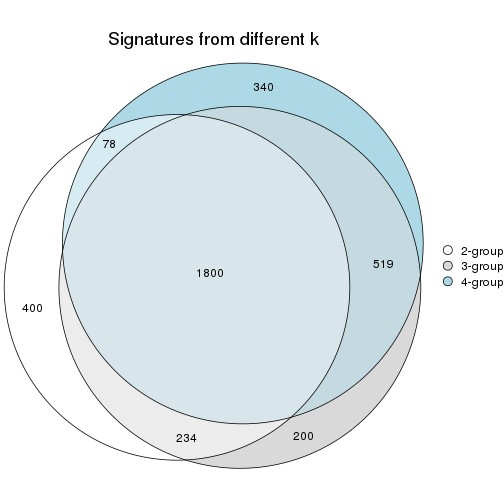 Signatures from different k
340
78
1800
519
400
234
200
2-group
3-group
4-group